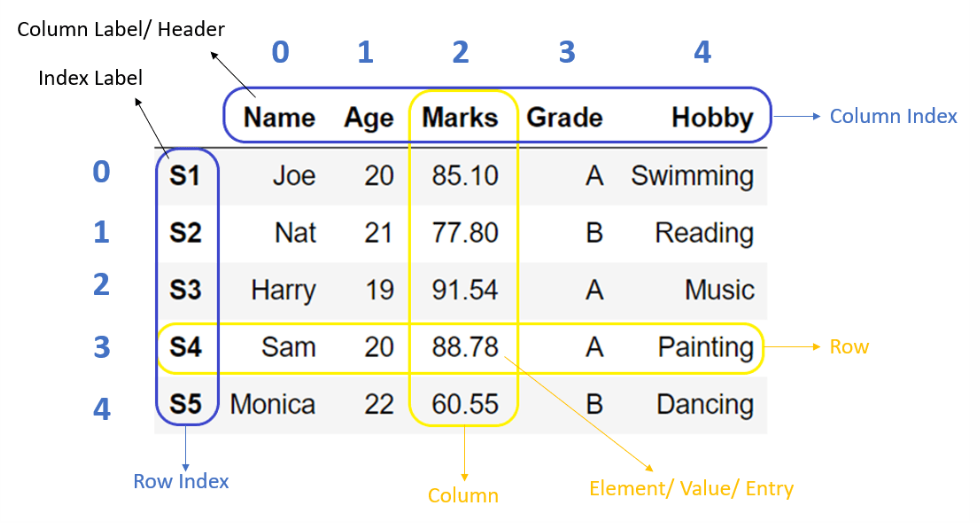 Column Label/ Header
0 1 2 3 4
Index Label
Name Age Marks Grade Hobby
Column Index
0 S1 Joe 20 85.10 A Swimming
1 S2 Nat 21 77.80 B Reading
2 S3 Harry 19 91.54 A Music
3 S4 Sam 20 88.78 A Painting Row
4 S5 Monica 22 60.55 B Dancing
Row Index
Column
Element/ Value/ Entry